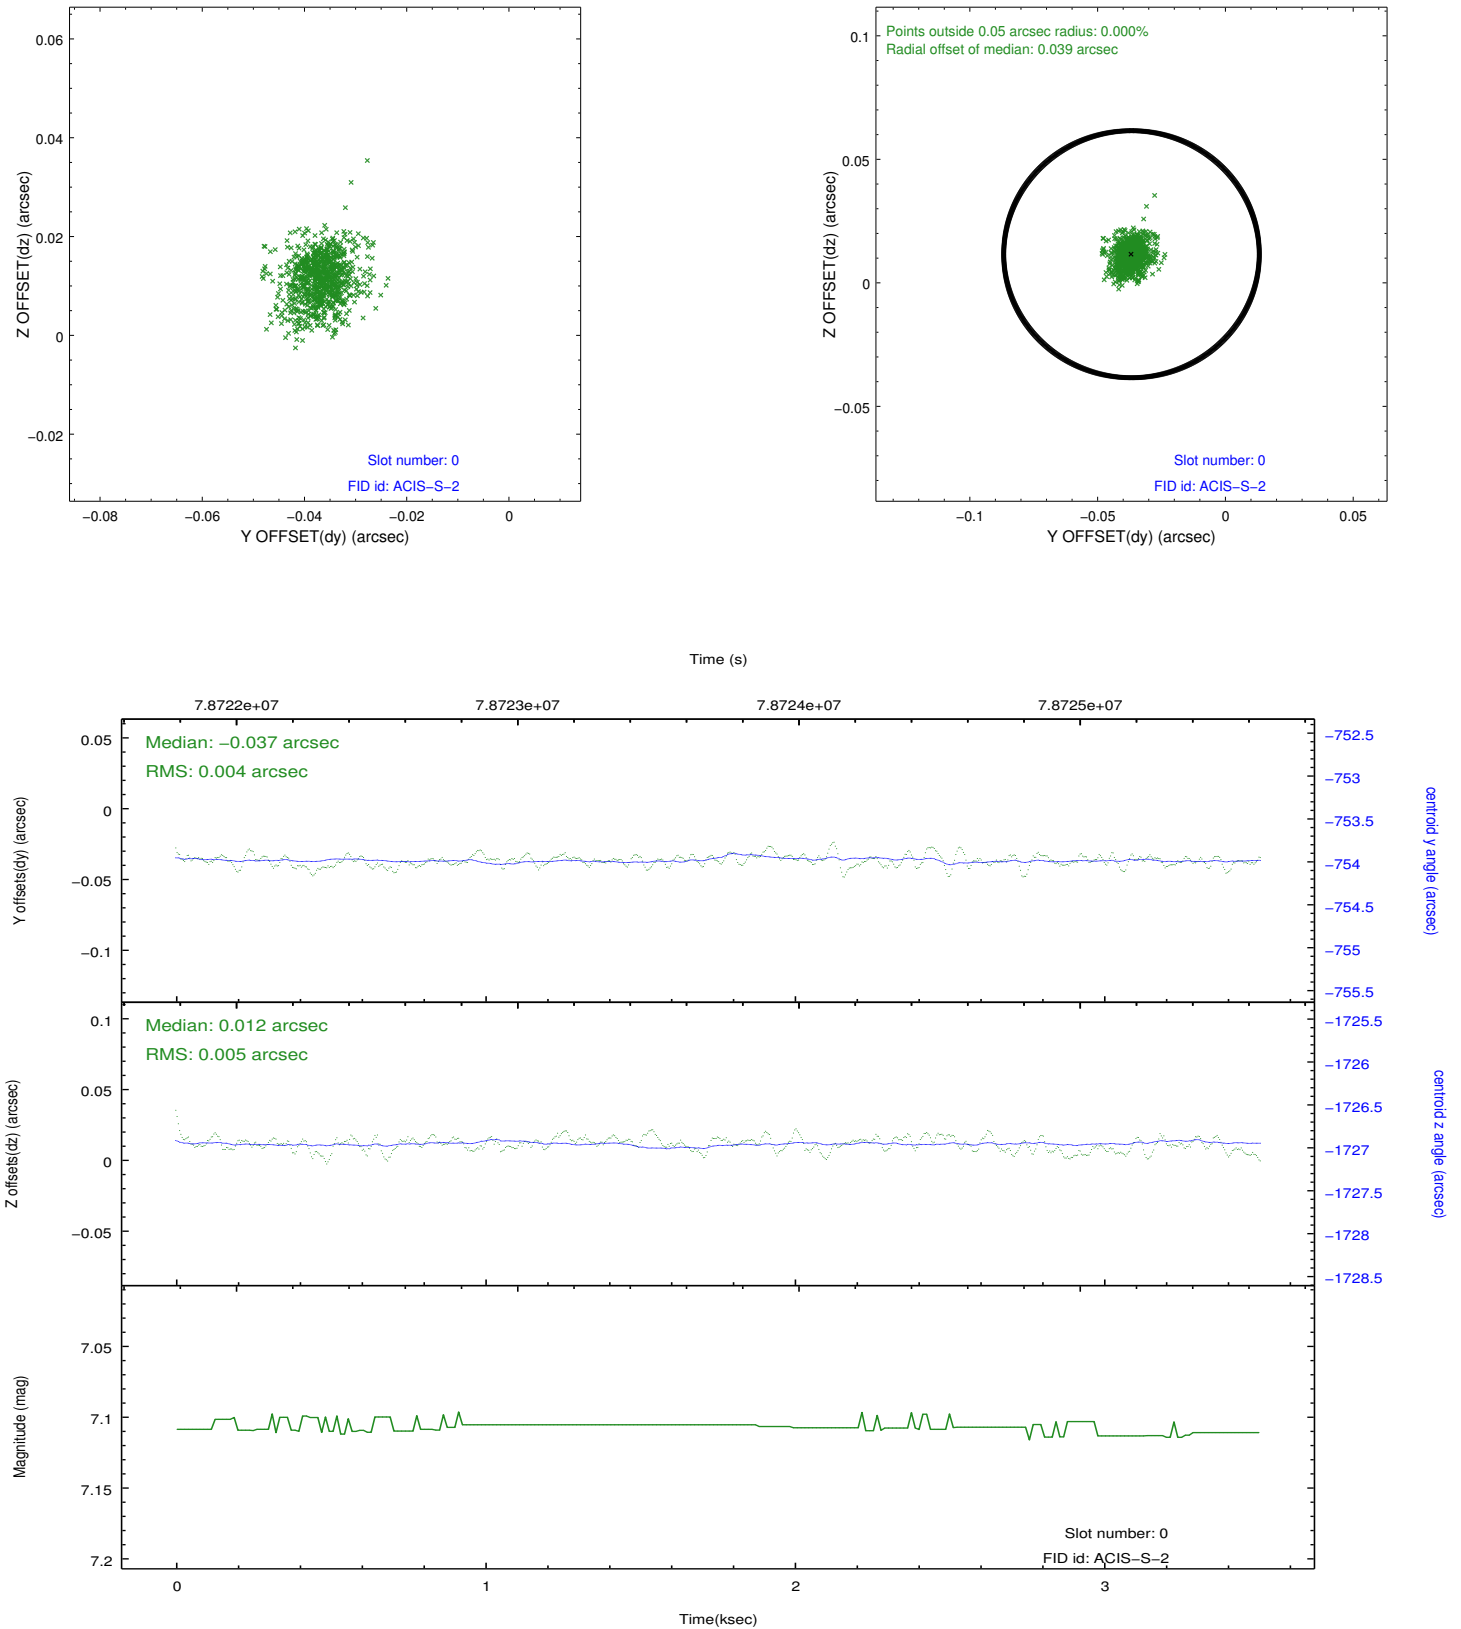 0.06
0.04
0.02
0
−0.02
Z OFFSET(dz) (arcsec)
Slot number: 0
FID id: ACIS−S−2
−0.08 −0.06 −0.04 −0.02 0
Y OFFSET(dy) (arcsec)
Points outside 0.05 arcsec radius: 0.000%
Radial offset of median: 0.039 arcsec
0.1
0.05
0
−0.05
Z OFFSET(dz) (arcsec)
Slot number: 0
FID id: ACIS−S−2
−0.1 −0.05 0 0.05
Y OFFSET(dy) (arcsec)
Time (s)
7.8722e+07 7.8723e+07 7.8724e+07 7.8725e+07
Median: −0.037 arcsec
RMS: 0.004 arcsec
0.05
0
−0.05
−0.1
Y offsets(dy) (arcsec)
−752.5
−753
−753.5
−754
−754.5
−755
−755.5
centroid y angle (arcsec)
Median: 0.012 arcsec
RMS: 0.005 arcsec
0.1
0.05
0
−0.05
Z offsets(dz) (arcsec)
−1725.5
−1726
−1726.5
−1727
−1727.5
−1728
−1728.5
centroid z angle (arcsec)
7.05
7.1
7.15
7.2
Magnitude (mag)
Slot number: 0
FID id: ACIS−S−2
0 1 2 3
Time(ksec)